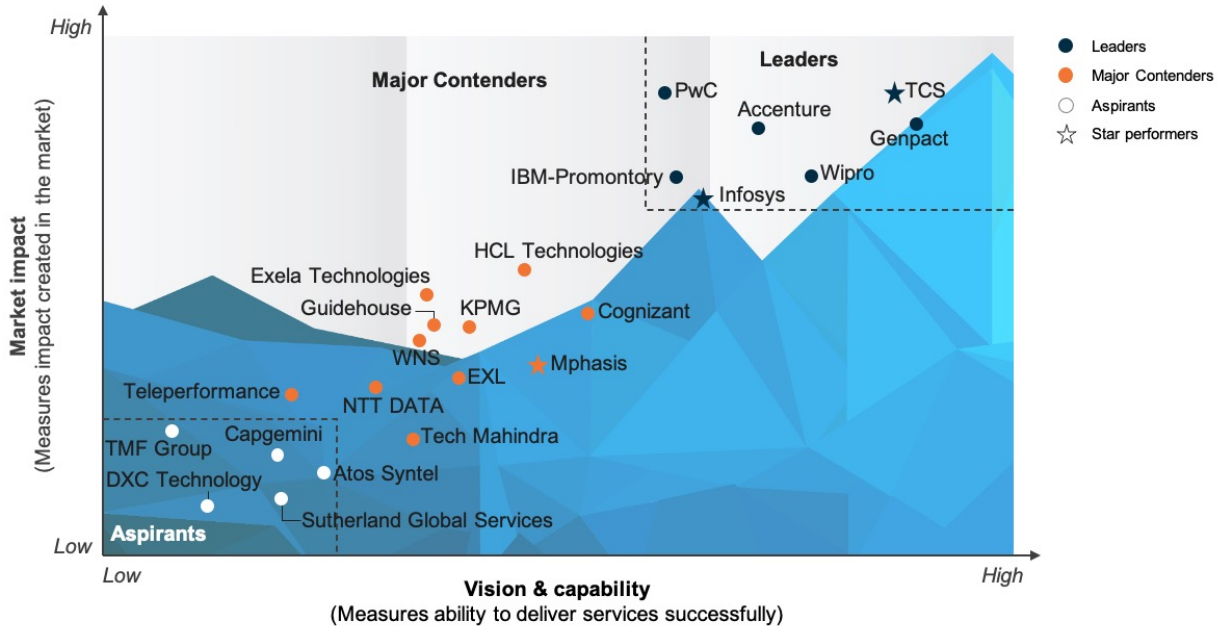 High
Leaders
Major Contenders
Aspirants
Star performers
Leaders
Major Contenders
PwC
TCS
Accenture
Genpact
IBM-Promontory
Wipro
Infosys
HCL Technologies
Exela Technologies
Guidehouse
KPMG
Cognizant
WNS
Mphasis
EXL
Teleperformance
NTT DATA
Capgemini
Tech Mahindra
TMF Group
DXC Technology
Atos Syntel
Sutherland Global Services
Aspirants
Market impact
(Measures impact created in the market)
Low
Low
High
Vision & capability
(Measures ability to deliver services successfully)